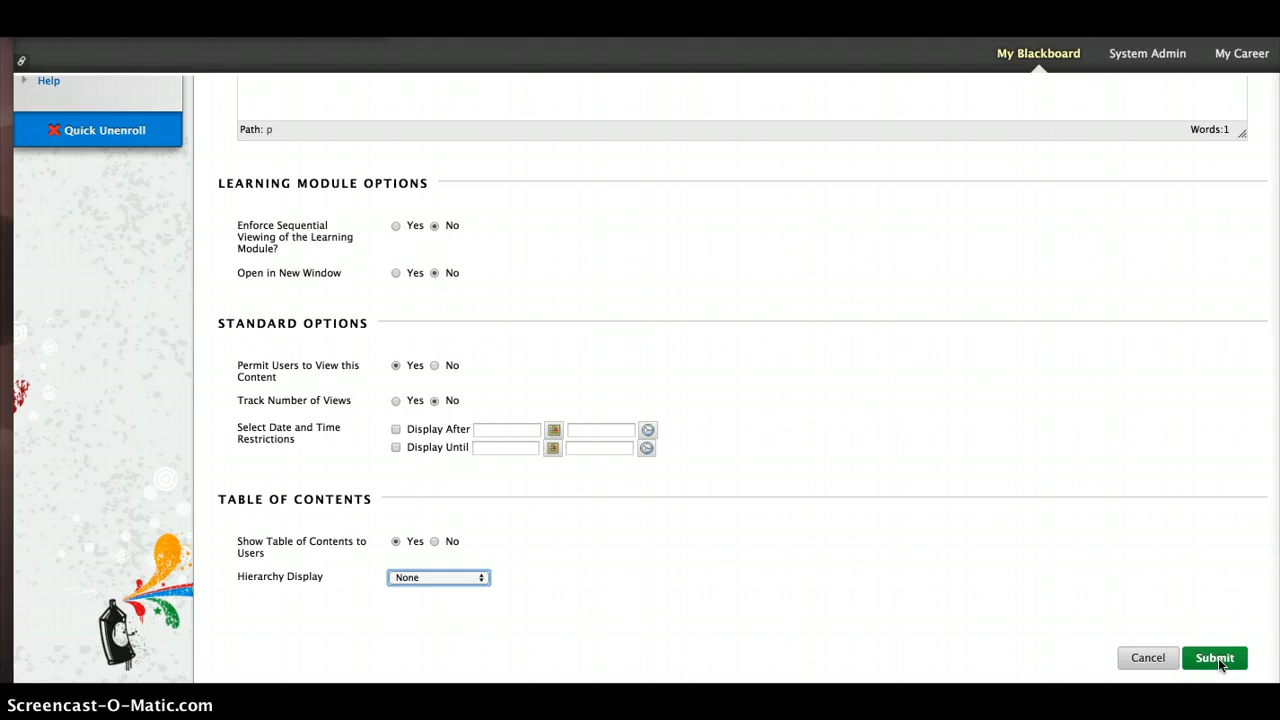 My Blackboard System Admin My Career
Help
Quick Unenroll
Path: p Words:1
LEARNING MODULE OPTIONS
Enforce Sequential
Viewing of the Learning
Module?
Yes No
Open in New Window Yes No
STANDARD OPTIONS
Permit Users to View this
Content
Yes No
Track Number of Views Yes No
Select Date and Time
Restrictions
Display After
Display Until
TABLE OF CONTENTS
Show Table of Contents to
Users
Yes No
Hierarchy Display None
Cancel Submit
Screencast-O-Matic.com